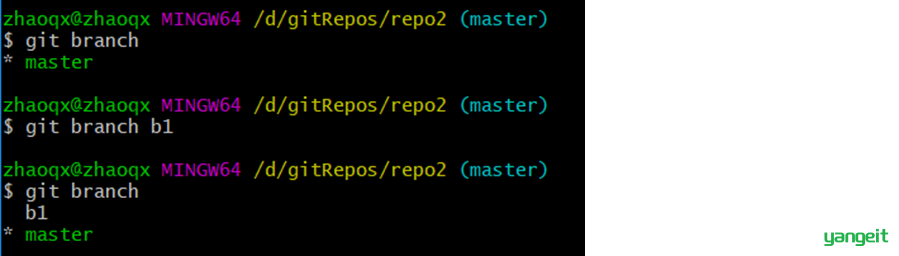 zhaoqx@zhaoqx MINGW64 /d/gitRepos/repo2 (master)
$ git branch
* master
zhaoqx@zhaoqx MINGW64 /d/gitRepos/repo2 (master)
$ git branch b1
zhaoqx@zhaoqx MINGW64 /d/gitRepos/repo2 (master)
$ git branch
  b1
* master
yangeit